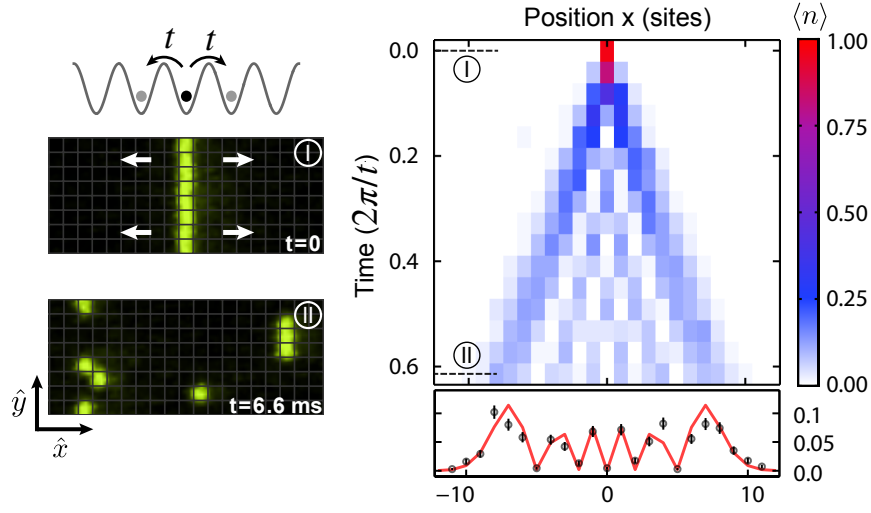 t t
I
t=0
II
t=6.6 ms
ŷ
x̂
Position x (sites)
⟨n⟩
Time (2π/t)
0.0
0.2
0.4
0.6
I
II
1.00
0.75
0.50
0.25
0.00
0.1
0.05
0.0
−10 0 10